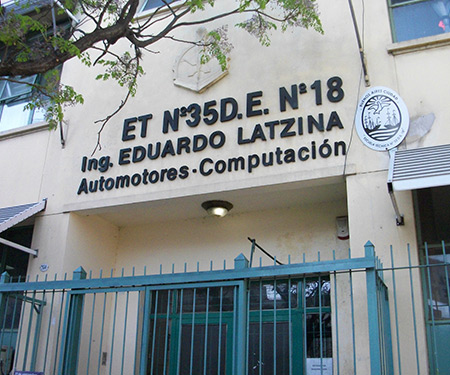 ET Nº35D.E. Nº18
Ing. EDUARDO LATZINA
Automotores-Computación